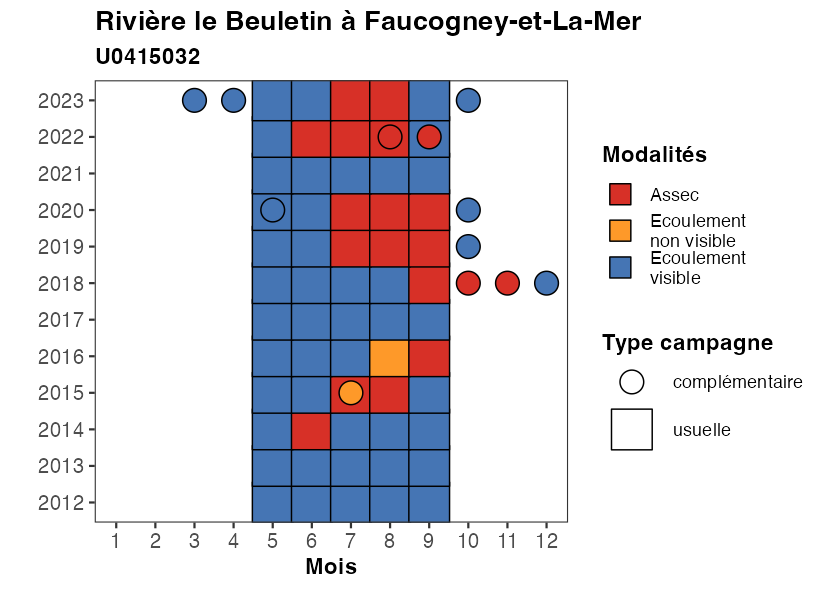 Rivière le Beuletin à Faucogney-et-La-Mer
U0415032
2023
2022
2021
2020
2019
2018
2017
2016
2015
2014
2013
2012
1 2 3 4 5 6 7 8 9 10 11 12
Mois
Modalités
Assec
Ecoulement
non visible
Ecoulement
visible
Type campagne
complémentaire
usuelle